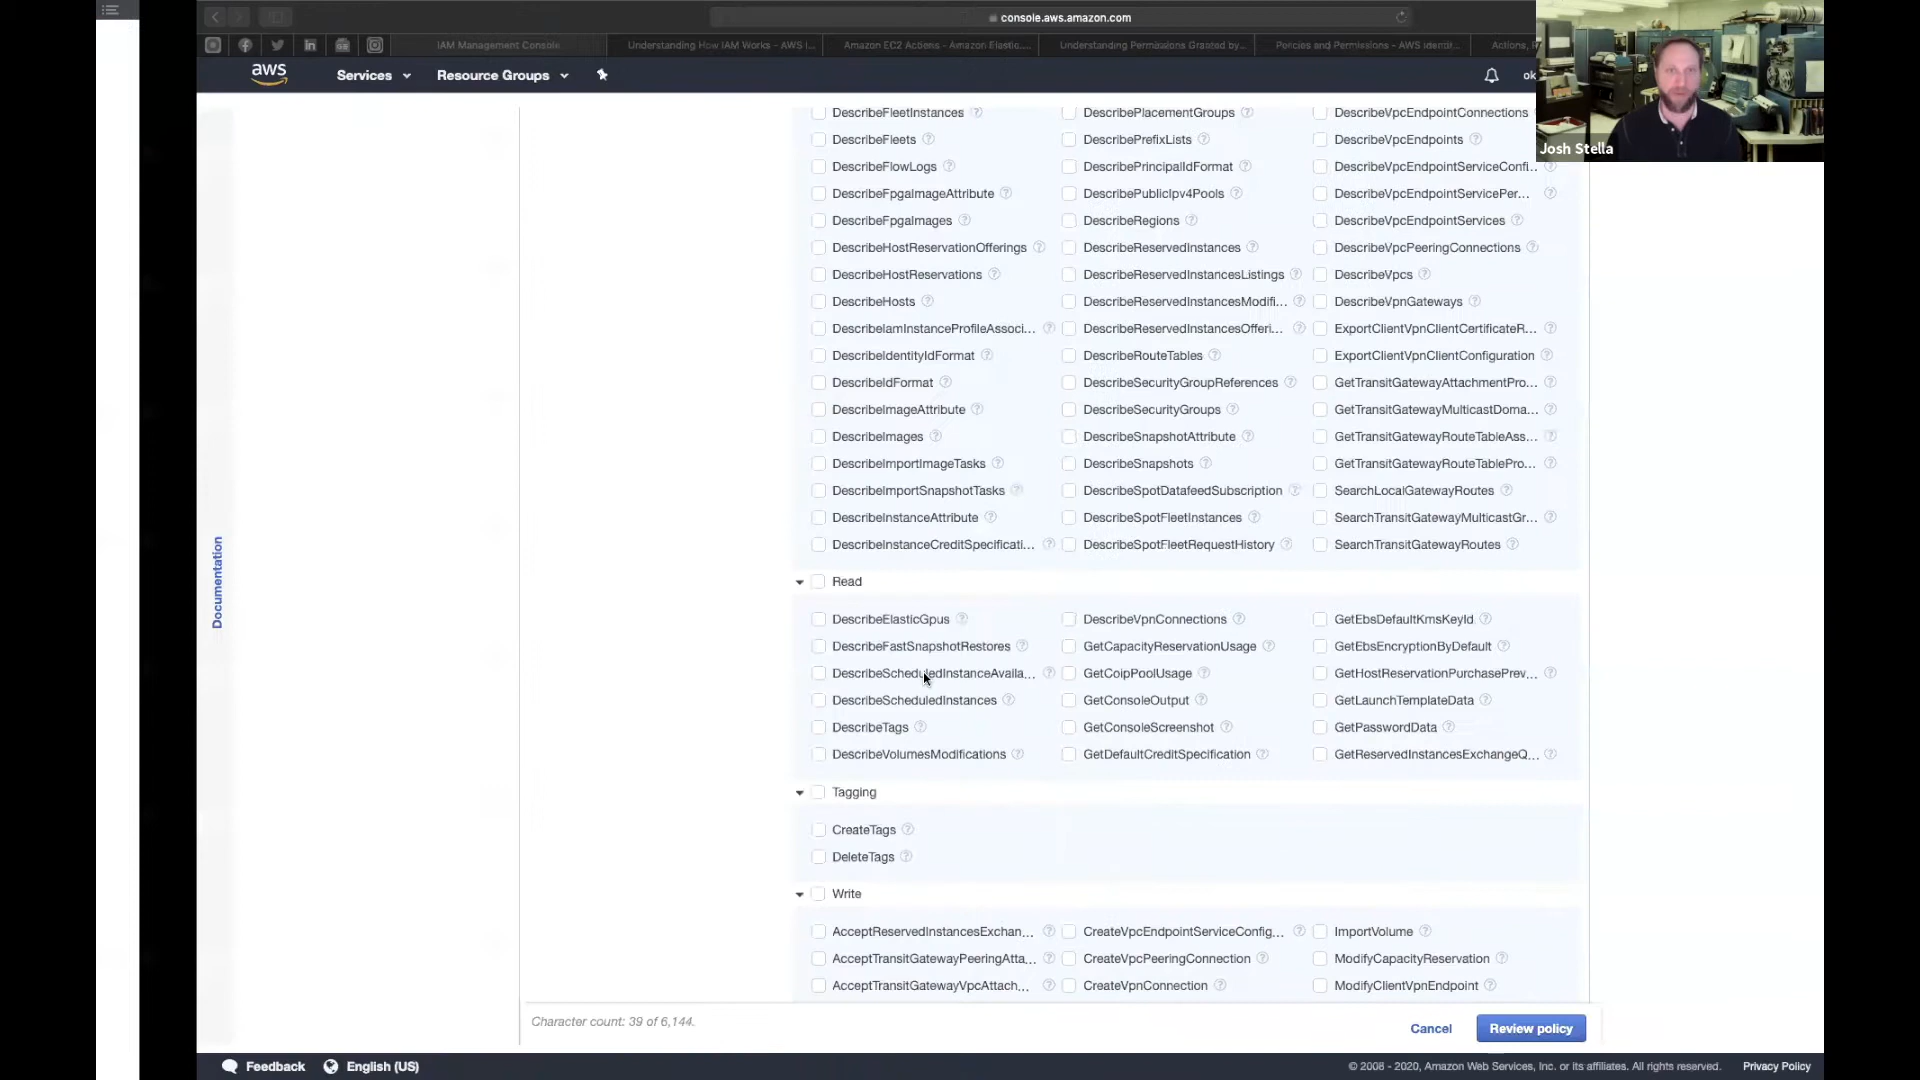 console.aws.amazon.com
IAM Management Console
Understanding How IAM Works - AWS I...
Amazon EC2 Actions - Amazon Elastic...
Understanding Permissions Granted by...
Policies and Permissions - AWS Identit...
Actions, R
aws
Services
Resource Groups
ok
Josh Stella
DescribeFleetInstances DescribePlacementGroups DescribeVpcEndpointConnections
DescribeFleets DescribePrefixLists DescribeVpcEndpoints
DescribeFlowLogs DescribePrincipalIdFormat DescribeVpcEndpointServiceConfi...
DescribeFpgaImageAttribute DescribePublicIpv4Pools DescribeVpcEndpointServicePer...
DescribeFpgaImages DescribeRegions DescribeVpcEndpointServices
DescribeHostReservationOfferings DescribeReservedInstances DescribeVpcPeeringConnections
DescribeHostReservations DescribeReservedInstancesListings DescribeVpcs
DescribeHosts DescribeReservedInstancesModifi... DescribeVpnGateways
DescribeIamInstanceProfileAssoci... DescribeReservedInstancesOfferi... ExportClientVpnClientCertificateR...
DescribeIdentityIdFormat DescribeRouteTables ExportClientVpnClientConfiguration
DescribeIdFormat DescribeSecurityGroupReferences GetTransitGatewayAttachmentPro...
DescribeImageAttribute DescribeSecurityGroups GetTransitGatewayMulticastDoma...
DescribeImages DescribeSnapshotAttribute GetTransitGatewayRouteTableAss...
DescribeImportImageTasks DescribeSnapshots GetTransitGatewayRouteTablePro...
DescribeImportSnapshotTasks DescribeSpotDatafeedSubscription SearchLocalGatewayRoutes
DescribeInstanceAttribute DescribeSpotFleetInstances SearchTransitGatewayMulticastGr...
DescribeInstanceCreditSpecificati... DescribeSpotFleetRequestHistory SearchTransitGatewayRoutes
Documentation
Read
DescribeElasticGpus DescribeVpnConnections GetEbsDefaultKmsKeyId
DescribeFastSnapshotRestores GetCapacityReservationUsage GetEbsEncryptionByDefault
DescribeScheduledInstanceAvaila... GetCoipPoolUsage GetHostReservationPurchasePrev...
DescribeScheduledInstances GetConsoleOutput GetLaunchTemplateData
DescribeTags GetConsoleScreenshot GetPasswordData
DescribeVolumesModifications GetDefaultCreditSpecification GetReservedInstancesExchangeQ...
Tagging
CreateTags
DeleteTags
Write
AcceptReservedInstancesExchan... CreateVpcEndpointServiceConfig... ImportVolume
AcceptTransitGatewayPeeringAtta... CreateVpcPeeringConnection ModifyCapacityReservation
AcceptTransitGatewayVpcAttach... CreateVpnConnection ModifyClientVpnEndpoint
Character count: 39 of 6,144.
Cancel
Review policy
Feedback
English (US)
© 2008 - 2020, Amazon Web Services, Inc. or its affiliates. All rights reserved.
Privacy Policy